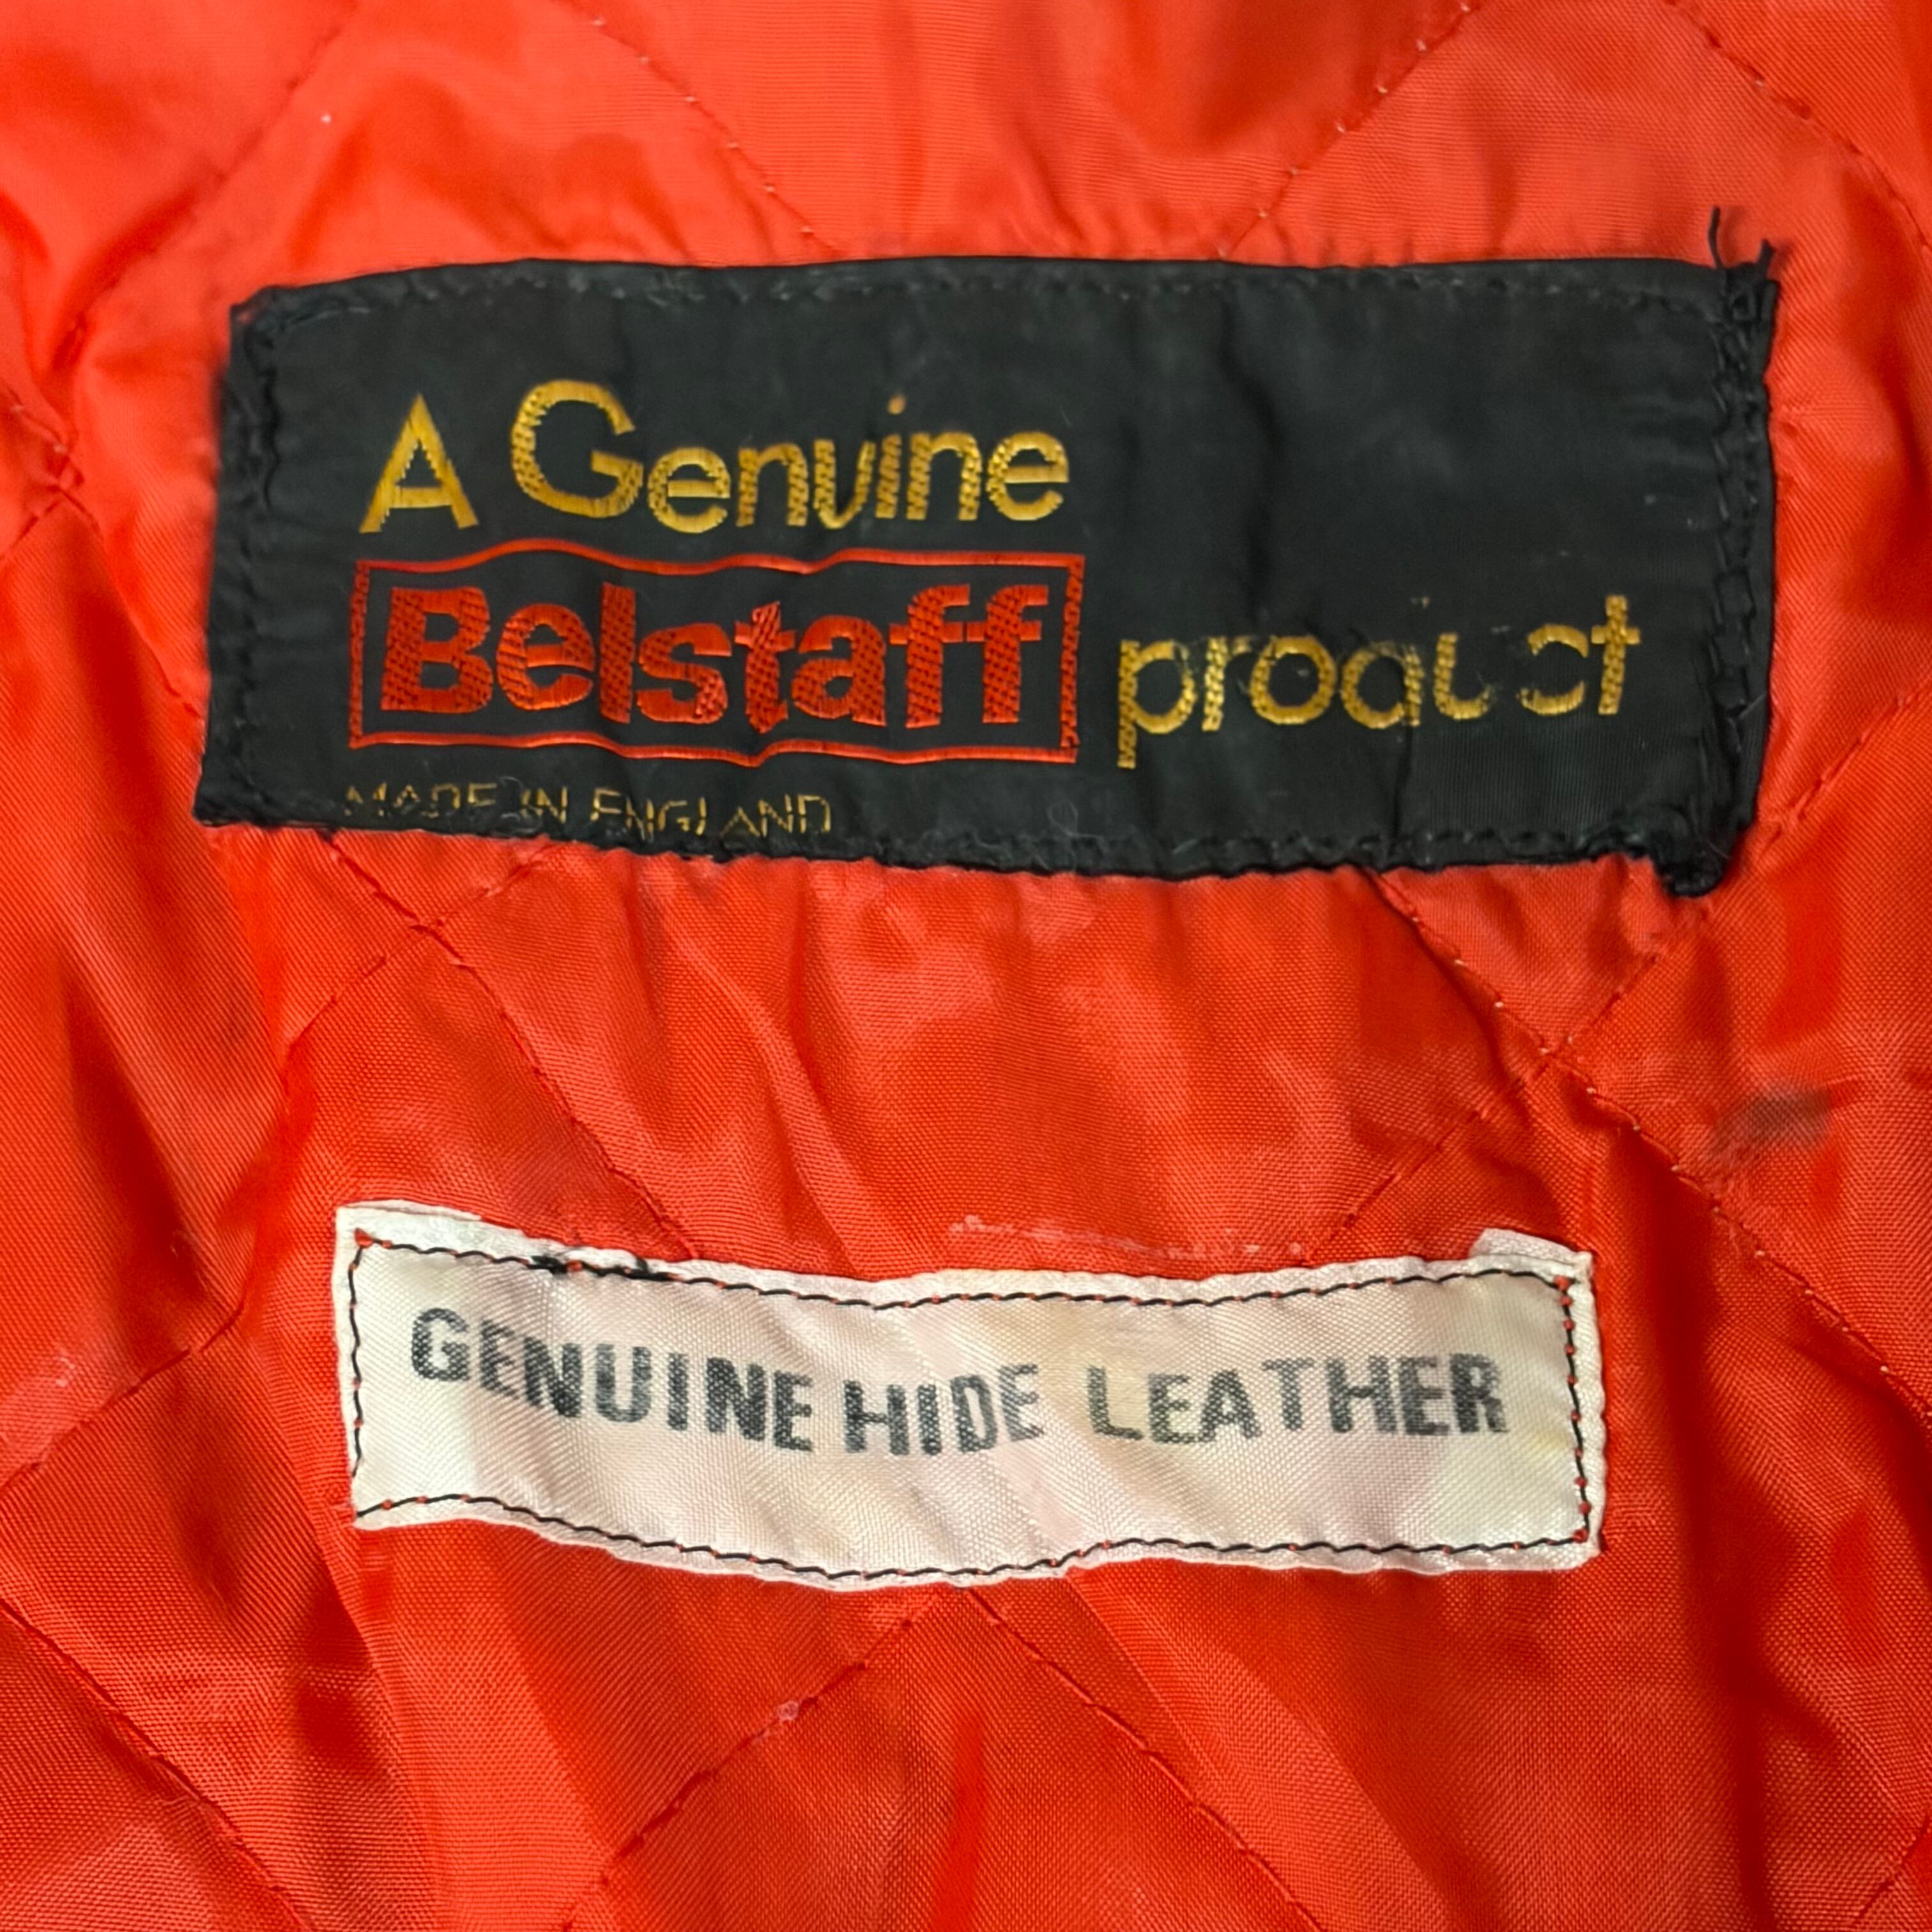 A Genuine
Belstaff product
MADE IN ENGLAND
GENUINE HIDE LEATHER